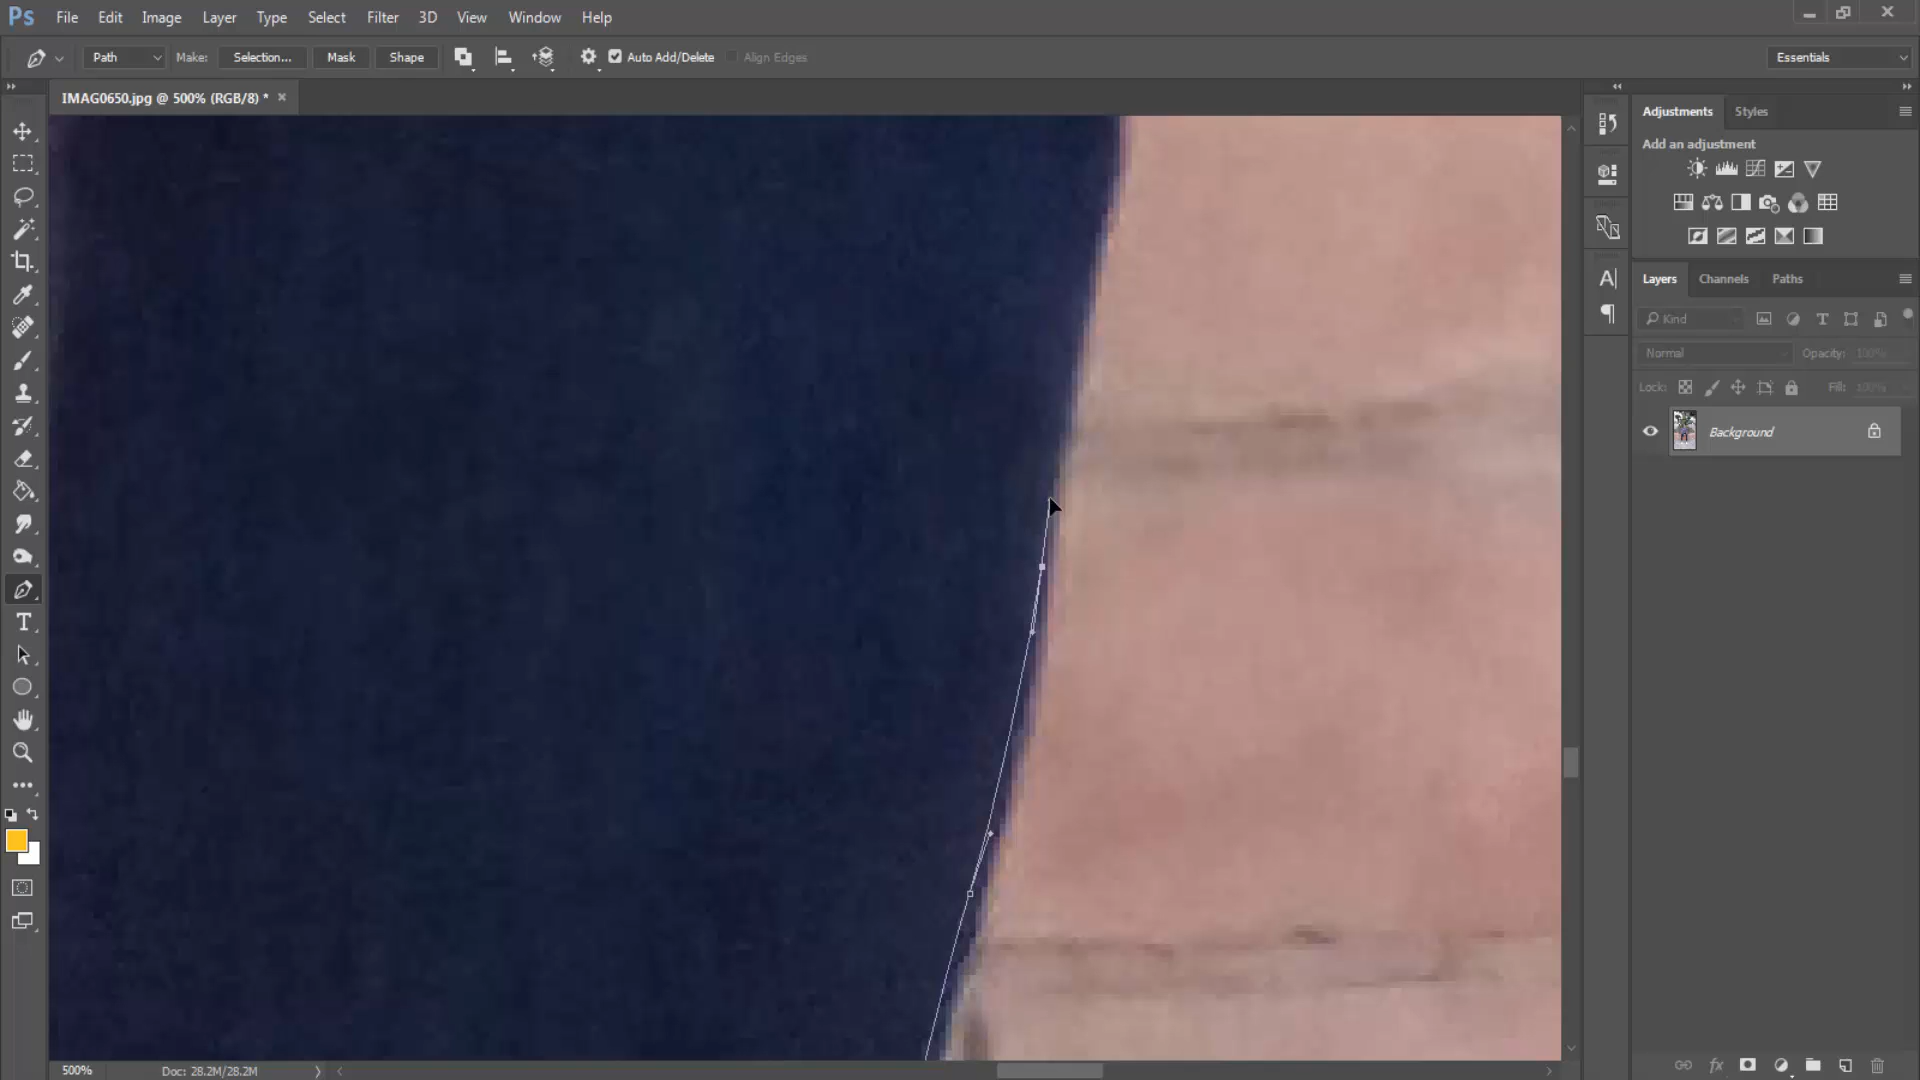 Ps File Edit Image Layer Type Select Filter 3D View Window Help
Path Make: Selection... Mask Shape Auto Add/Delete Align Edges Essentials
IMAG0650.jpg @ 500% (RGB/8) * ×
Adjustments Styles
Add an adjustment
Layers Channels Paths
Kind
Normal Opacity: 100%
Lock: Fill: 100%
Background
500% Doc: 28.2M/28.2M